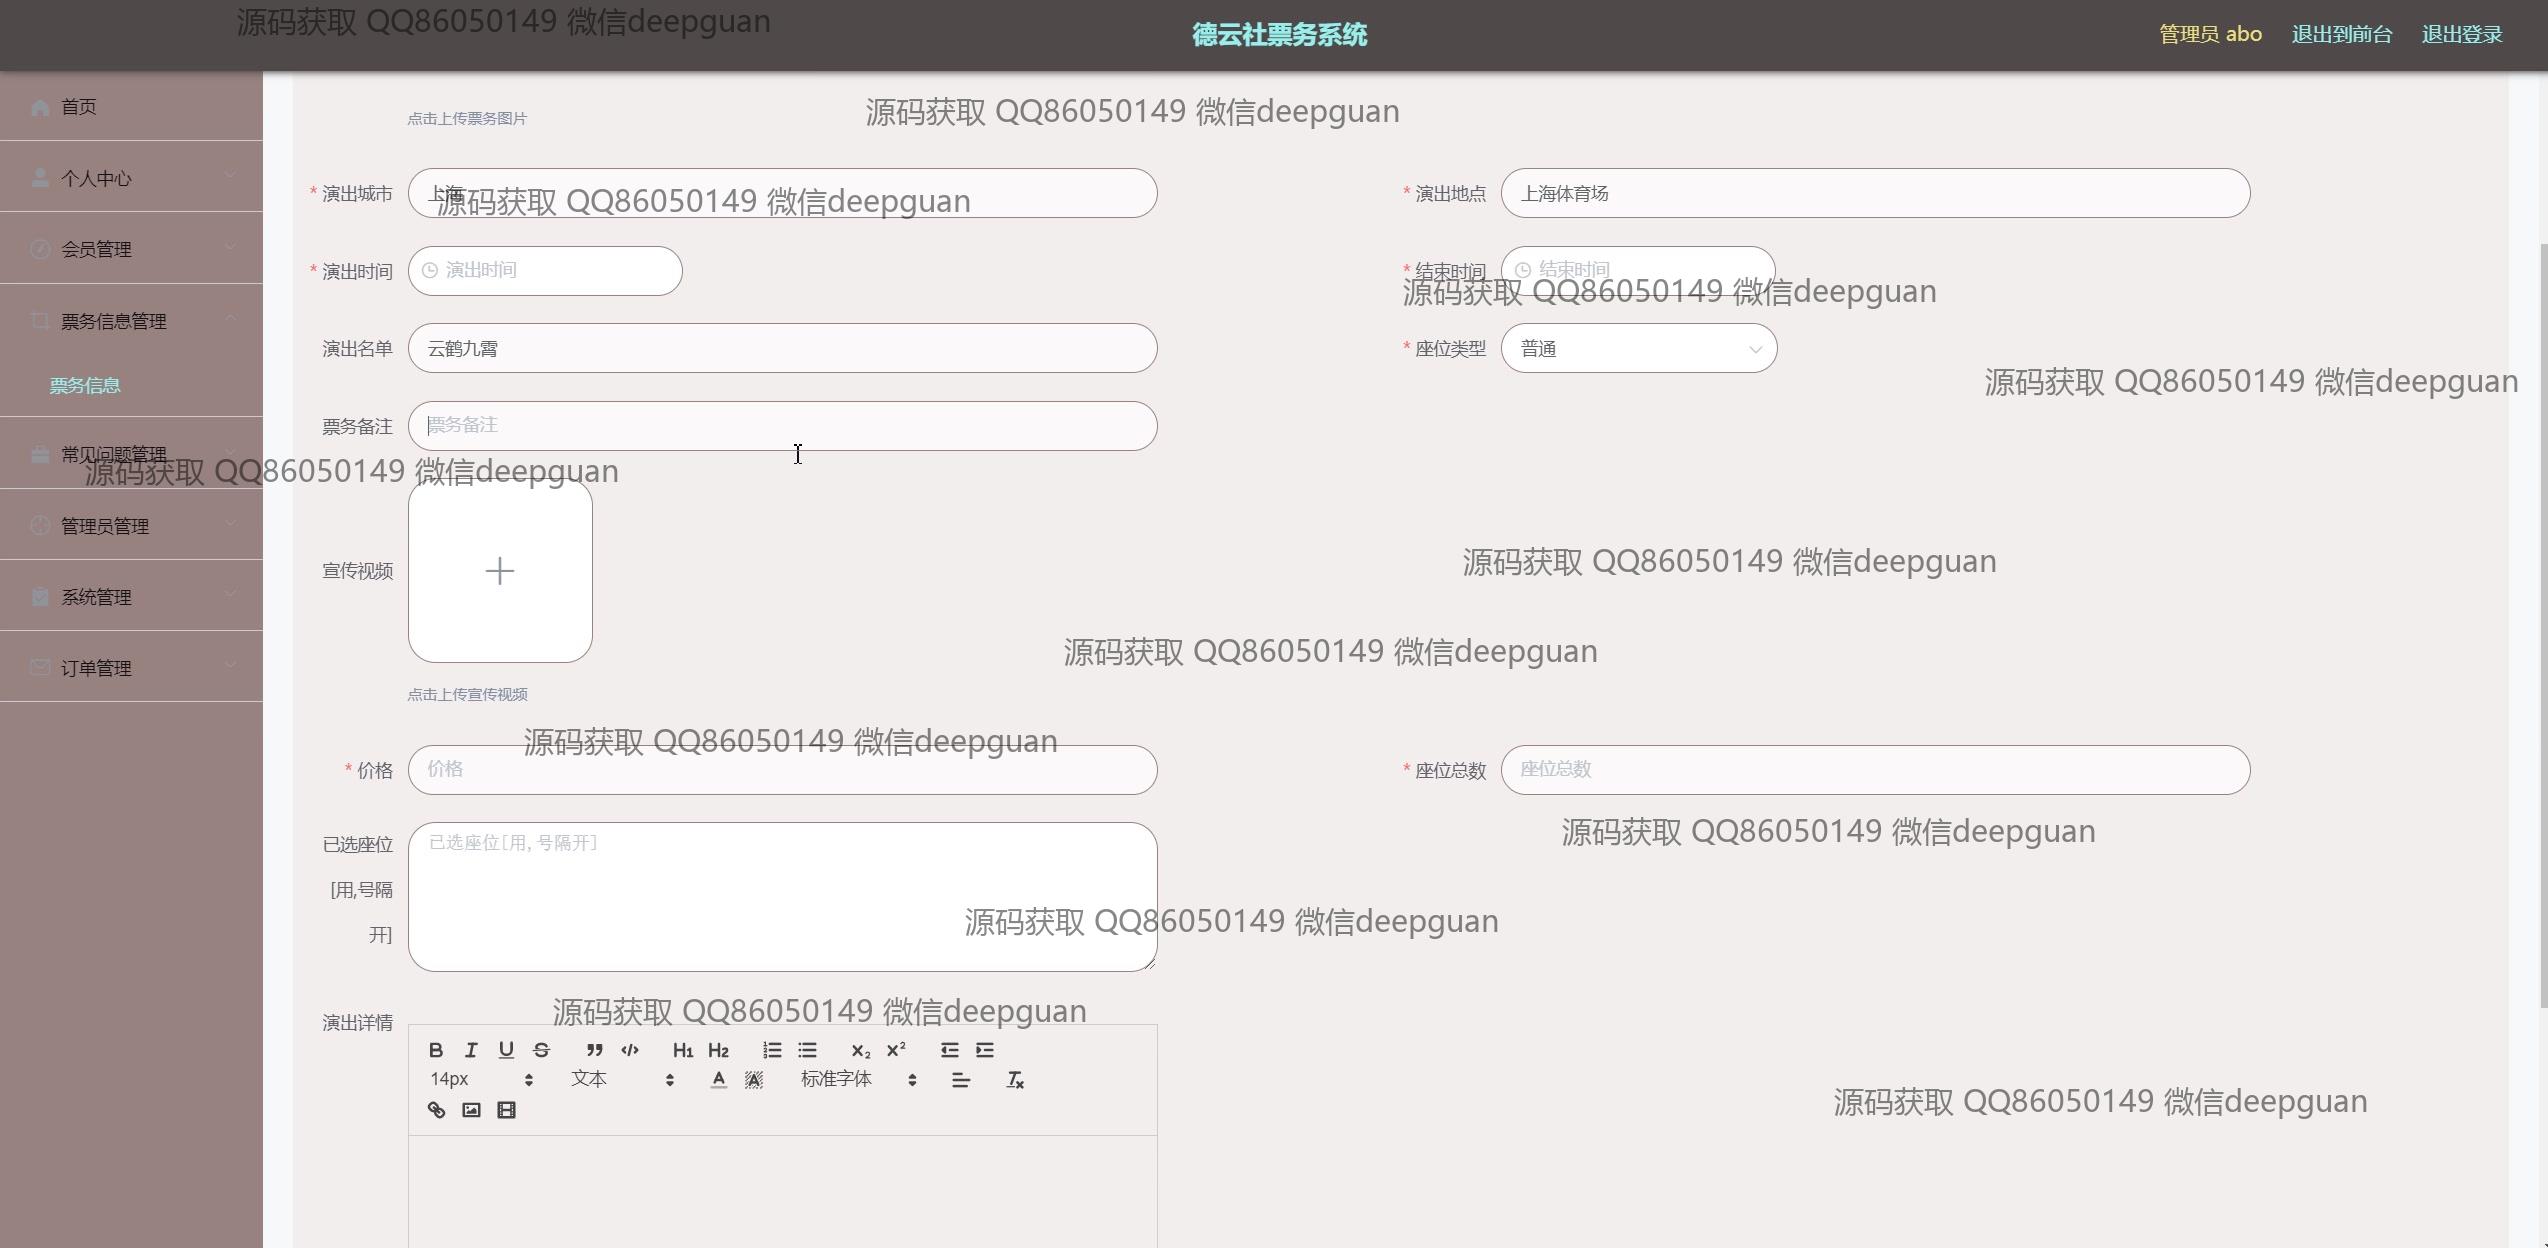 源码获取 QQ86050149 微信deepguan
德云社票务系统
管理员 abo
退出到前台
退出登录
首页
个人中心
会员管理
票务信息管理
票务信息
常见问题管理
管理员管理
系统管理
订单管理
点击上传票务图片
源码获取 QQ86050149 微信deepguan
* 演出城市
上海
源码获取 QQ86050149 微信deepguan
* 演出地点
上海体育场
* 演出时间
演出时间
* 结束时间
结束时间
源码获取 QQ86050149 微信deepguan
演出名单
云鹤九霄
* 座位类型
普通
源码获取 QQ86050149 微信deepguan
票务备注
票务备注
源码获取 QQ86050149 微信deepguan
宣传视频
源码获取 QQ86050149 微信deepguan
源码获取 QQ86050149 微信deepguan
点击上传宣传视频
源码获取 QQ86050149 微信deepguan
* 价格
价格
* 座位总数
座位总数
源码获取 QQ86050149 微信deepguan
已选座位
[用,号隔
开]
已选座位[用,号隔开]
源码获取 QQ86050149 微信deepguan
源码获取 QQ86050149 微信deepguan
演出详情
B I U S H1 H2 X2 X2
14px 文本 A A 标准字体 Tx
源码获取 QQ86050149 微信deepguan